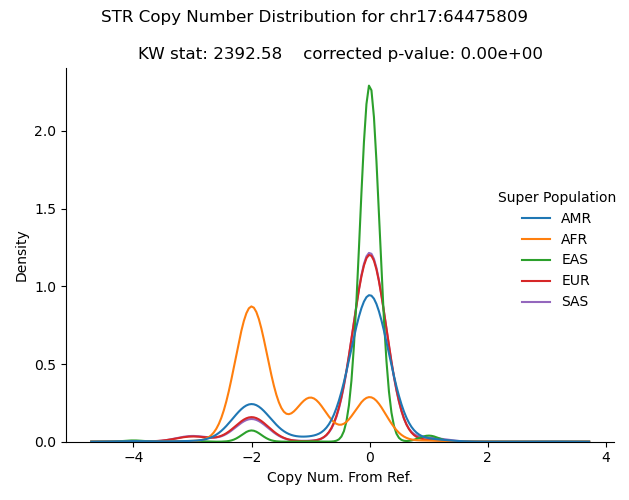 STR Copy Number Distribution for chr17:64475809
KW stat: 2392.58    corrected p-value: 0.00e+00
2.0
1.5
1.0
0.5
0.0
Density
−4
−2
0
2
4
Copy Num. From Ref.
Super Population
AMR
AFR
EAS
EUR
SAS